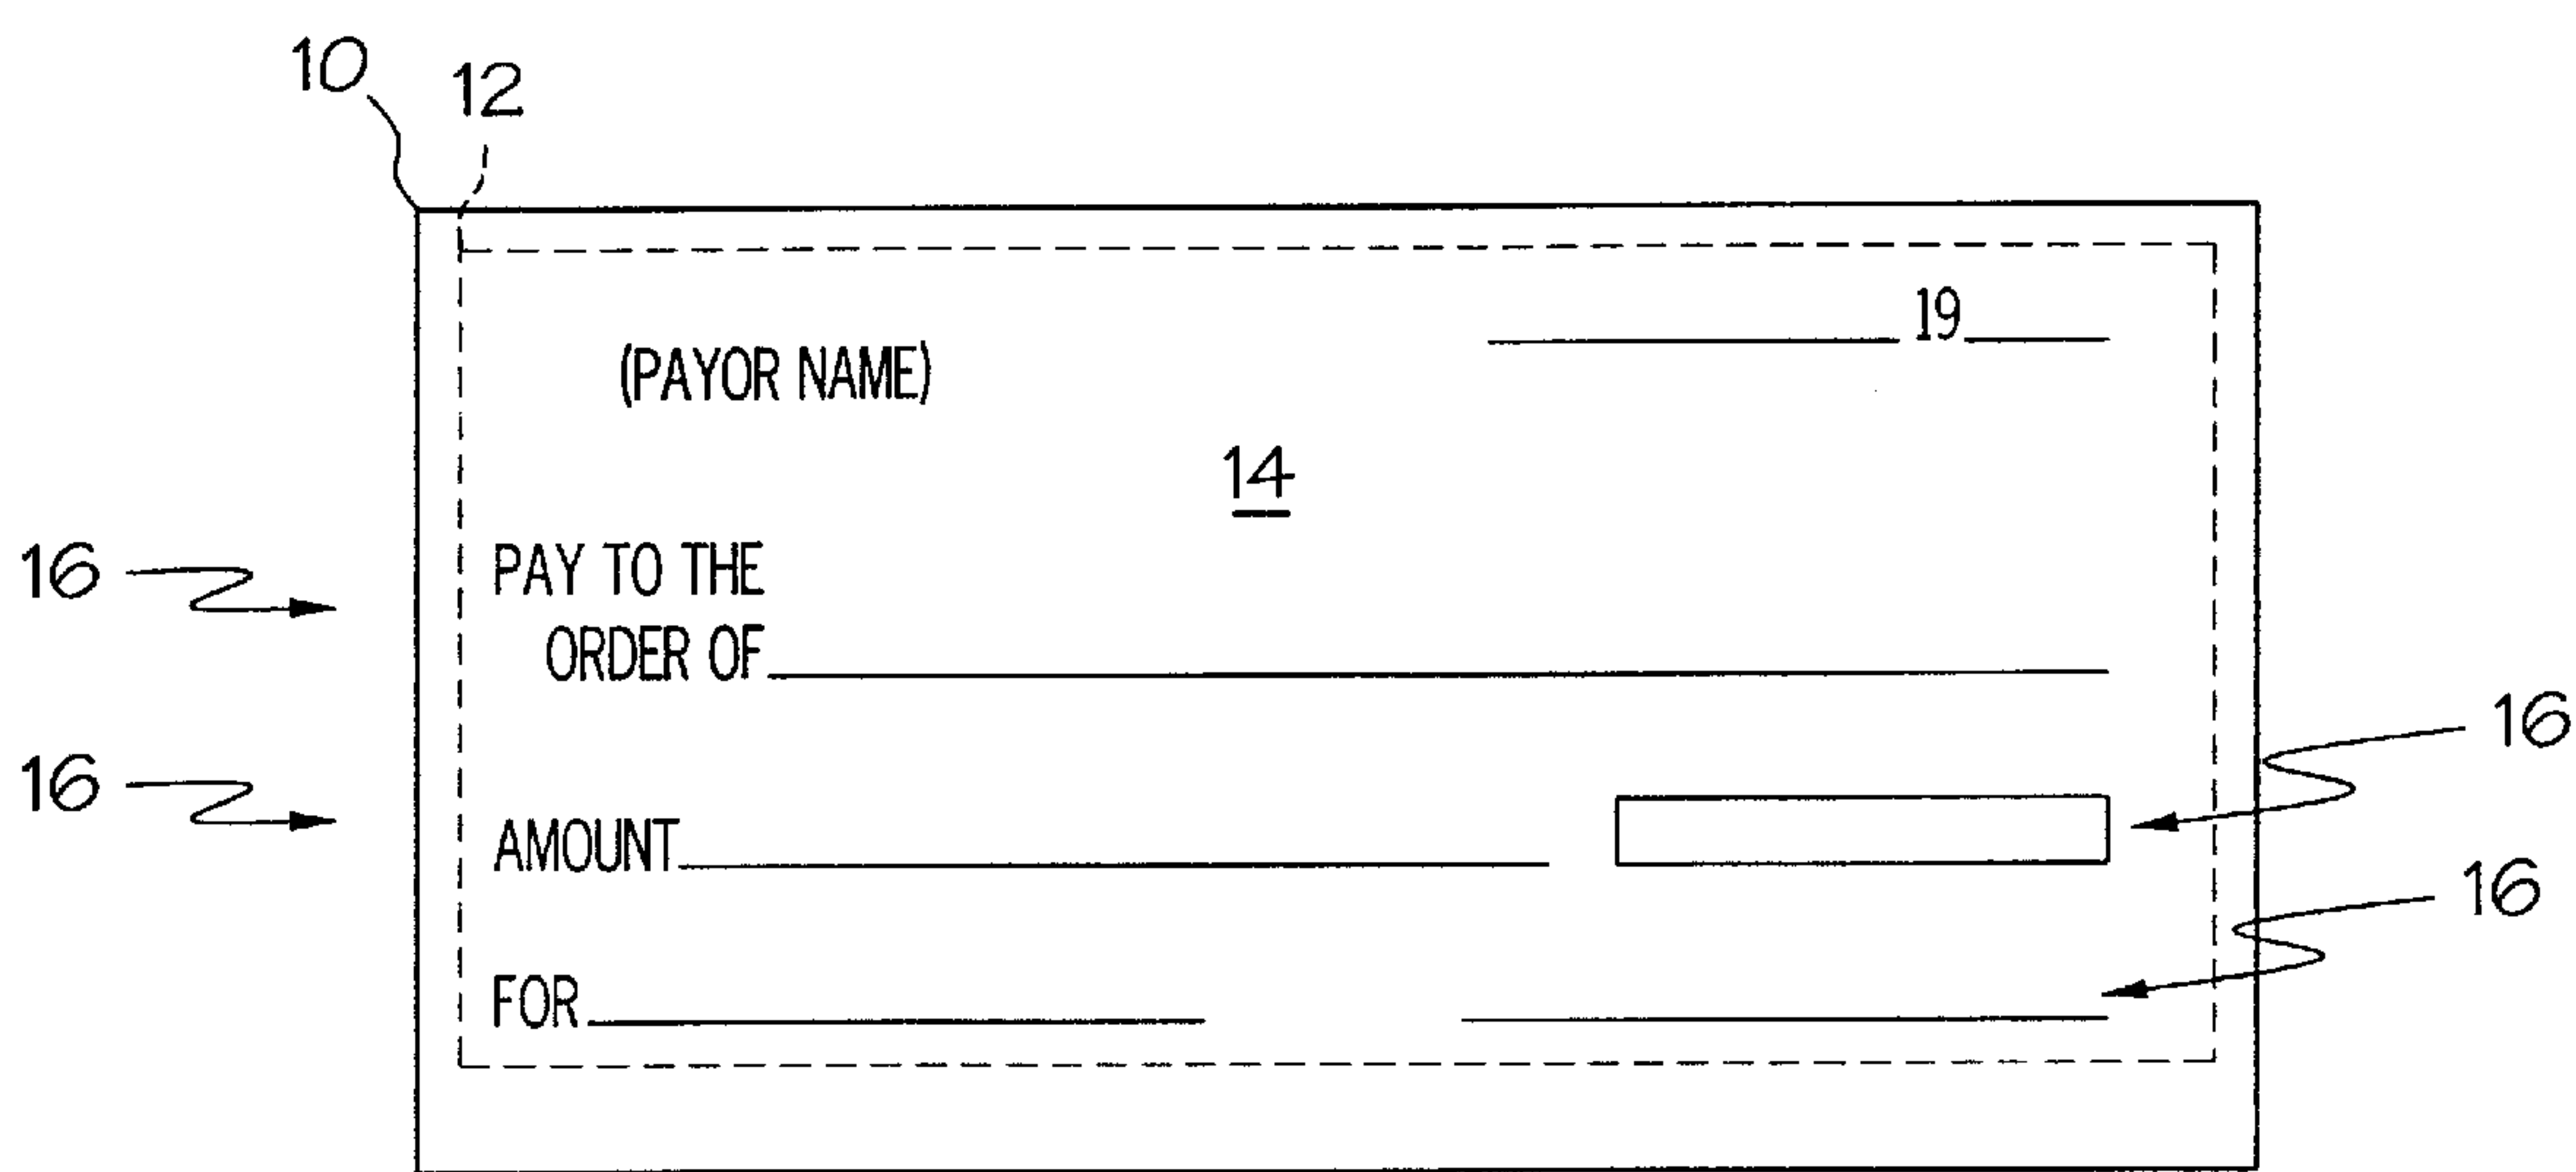 10
12
19
(PAYOR NAME)
14
16
PAY TO THE
ORDER OF
16
16
AMOUNT
16
FOR